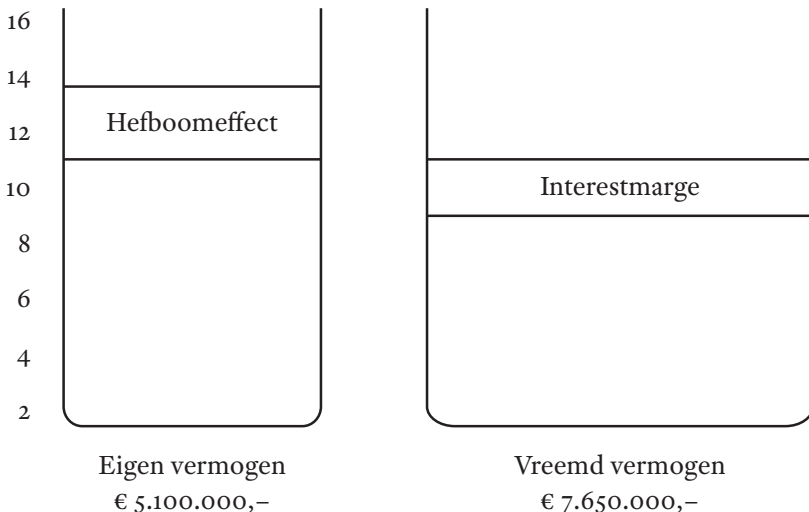 16
14
Hefboomeffect
12
10
Interestmarge
8
6
4
2
Eigen vermogen
€ 5.100.000,–
Vreemd vermogen
€ 7.650.000,–